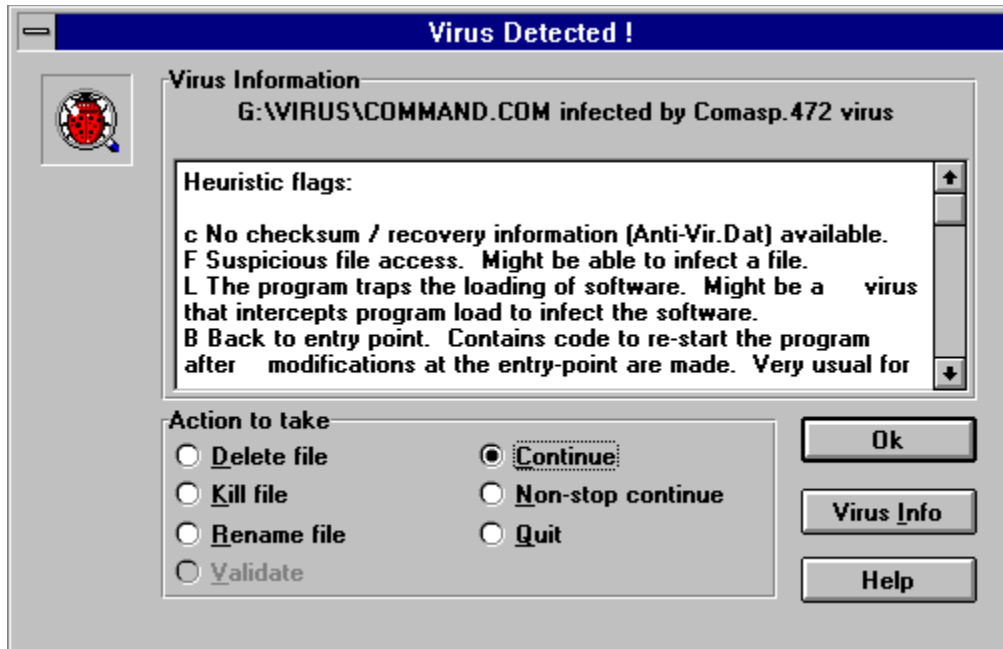 Virus Detected !
Virus Information
G:\VIRUS\COMMAND.COM infected by Comasp.472 virus
Heuristic flags:
c No checksum / recovery information (Anti-Vir.Dat) available.
F Suspicious file access.  Might be able to infect a file.
L The program traps the loading of software.  Might be a     virus
that intercepts program load to infect the software.
B Back to entry point.  Contains code to re-start the program
after     modifications at the entry-point are made.  Very usual for
Action to take
Delete file
Kill file
Rename file
Validate
Continue
Non-stop continue
Quit
Ok
Virus Info
Help